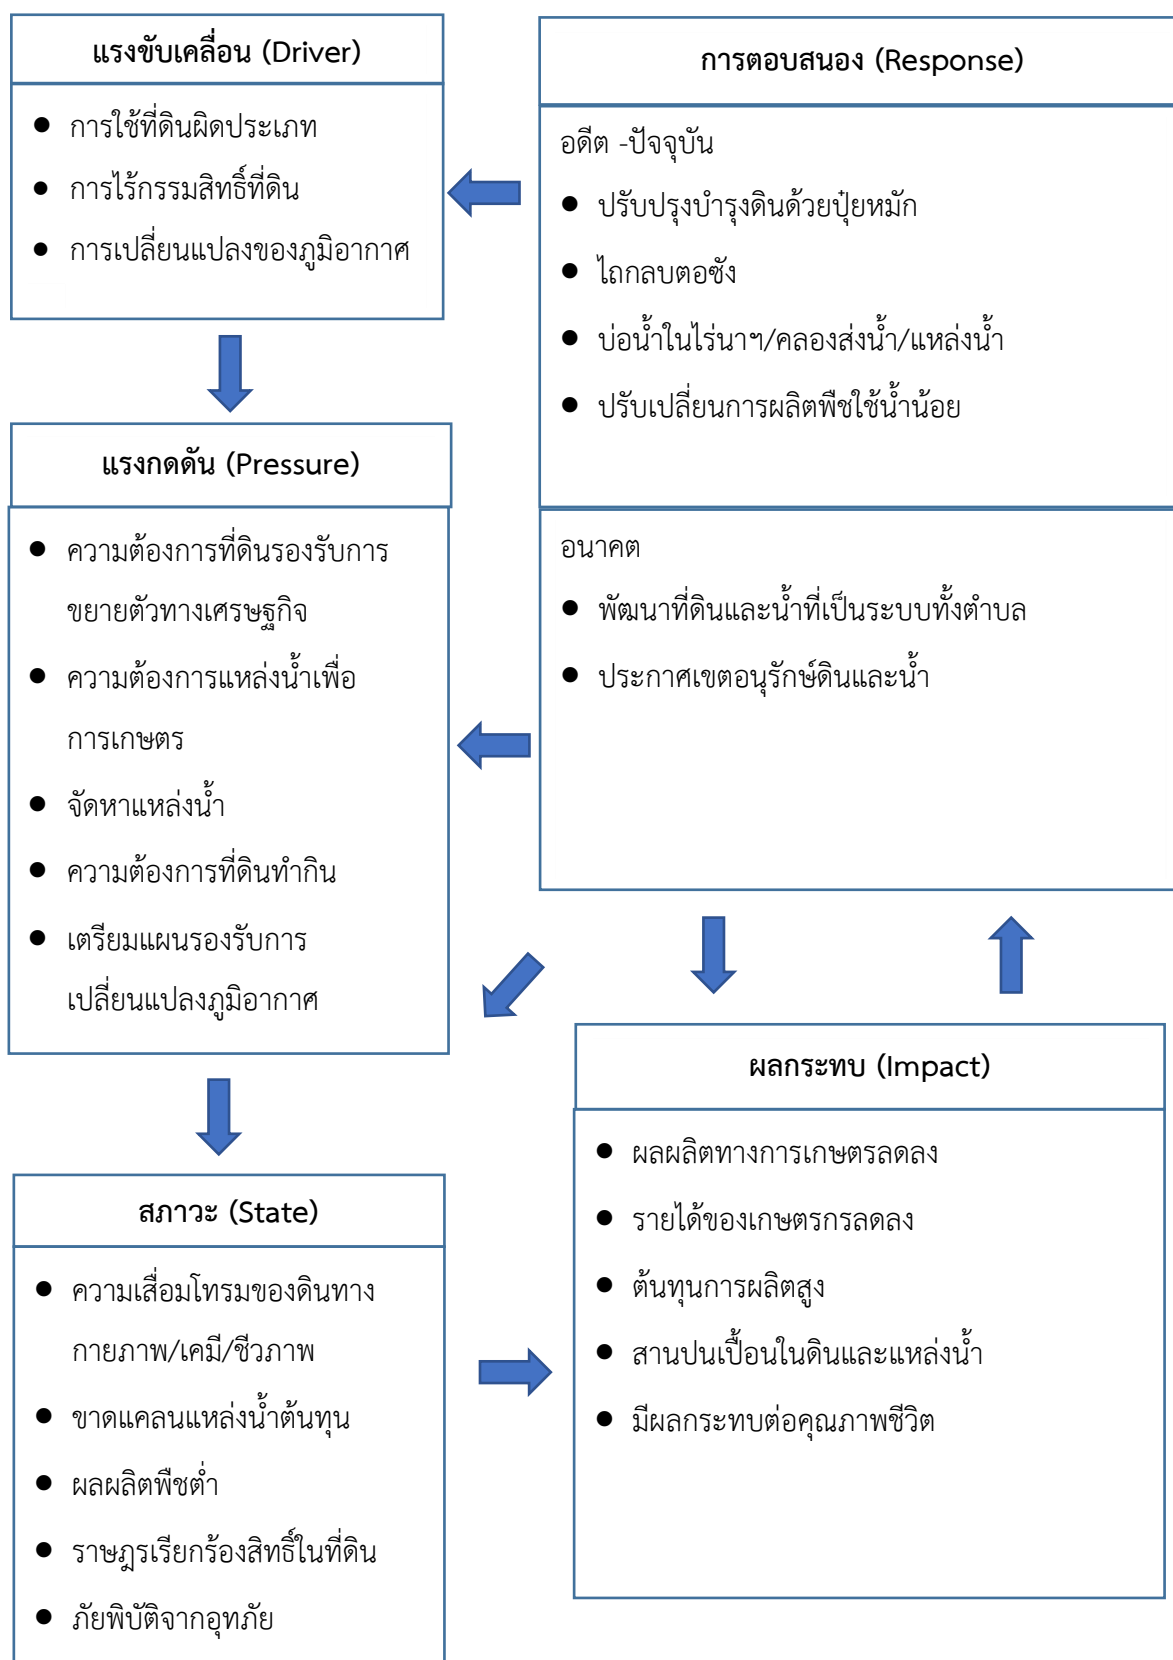 แรงขับเคลื่อน (Driver)
● การใช้ที่ดินผิดประเภท
● การไร้กรรมสิทธิ์ที่ดิน
● การเปลี่ยนแปลงของภูมิอากาศ
การตอบสนอง (Response)
อดีต -ปัจจุบัน
● ปรับปรุงบำรุงดินด้วยปุ๋ยหมัก
● ไถกลบตอซัง
● บ่อน้ำในไร่นาฯ/คลองส่งน้ำ/แหล่งน้ำ
● ปรับเปลี่ยนการผลิตพืชใช้น้ำน้อย
อนาคต
● พัฒนาที่ดินและน้ำที่เป็นระบบทั้งตำบล
● ประกาศเขตอนุรักษ์ดินและน้ำ
แรงกดดัน (Pressure)
● ความต้องการที่ดินรองรับการ
ขยายตัวทางเศรษฐกิจ
● ความต้องการแหล่งน้ำเพื่อ
การเกษตร
● จัดหาแหล่งน้ำ
● ความต้องการที่ดินทำกิน
● เตรียมแผนรองรับการ
เปลี่ยนแปลงภูมิอากาศ
สภาวะ (State)
● ความเสื่อมโทรมของดินทาง
กายภาพ/เคมี/ชีวภาพ
● ขาดแคลนแหล่งน้ำต้นทุน
● ผลผลิตพืชต่ำ
● ราษฎรเรียกร้องสิทธิ์ในที่ดิน
● ภัยพิบัติจากอุทภัย
ผลกระทบ (Impact)
● ผลผลิตทางการเกษตรลดลง
● รายได้ของเกษตรกรลดลง
● ต้นทุนการผลิตสูง
● สานปนเปื้อนในดินและแหล่งน้ำ
● มีผลกระทบต่อคุณภาพชีวิต